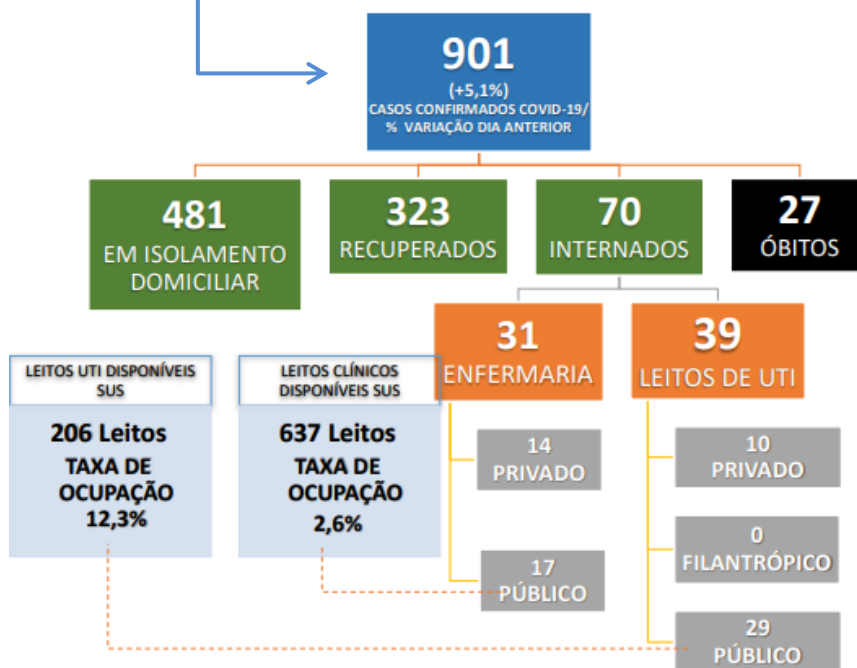 901
(+5,1%)
CASOS CONFIRMADOS COVID-19/
% VARIAÇÃO DIA ANTERIOR
481
EM ISOLAMENTO
DOMICILIAR
323
RECUPERADOS
70
INTERNADOS
27
ÓBITOS
31
ENFERMARIA
39
LEITOS DE UTI
LEITOS UTI DISPONÍVEIS
SUS
206 Leitos
TAXA DE
OCUPAÇÃO
12,3%
LEITOS CLÍNICOS
DISPONÍVEIS SUS
637 Leitos
TAXA DE
OCUPAÇÃO
2,6%
14
PRIVADO
17
PÚBLICO
10
PRIVADO
0
FILANTRÓPICO
29
PÚBLICO